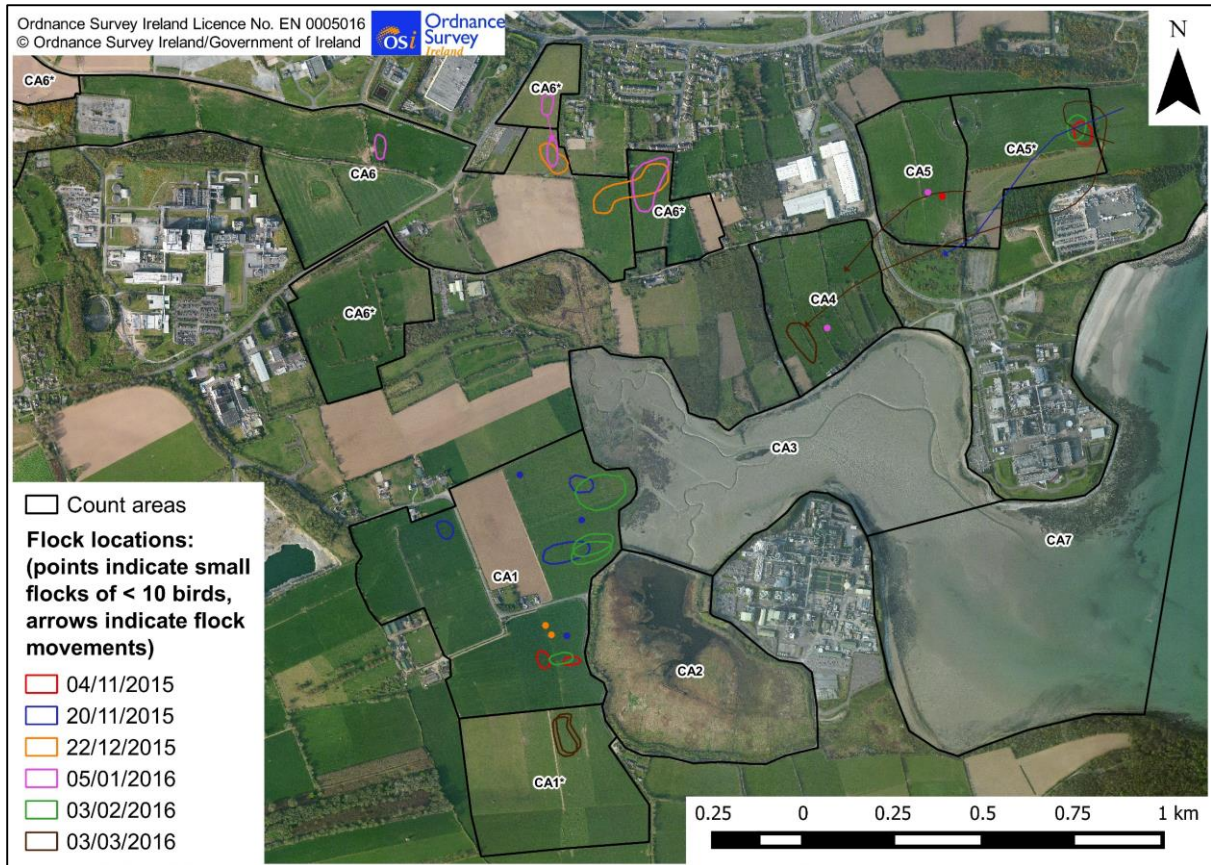 Ordnance Survey Ireland Licence No. EN 0005016
© Ordnance Survey Ireland/Government of Ireland
OSi
Ordnance
Survey
Ireland
N
CA6*
CA6*
CA6
CA6*
CA5
CA5*
CA6*
CA4
CA3
CA7
CA1
CA2
CA1*
Count areas
Flock locations:
(points indicate small
flocks of < 10 birds,
arrows indicate flock
movements)
04/11/2015
20/11/2015
22/12/2015
05/01/2016
03/02/2016
03/03/2016
0.25 0 0.25 0.5 0.75 1 km